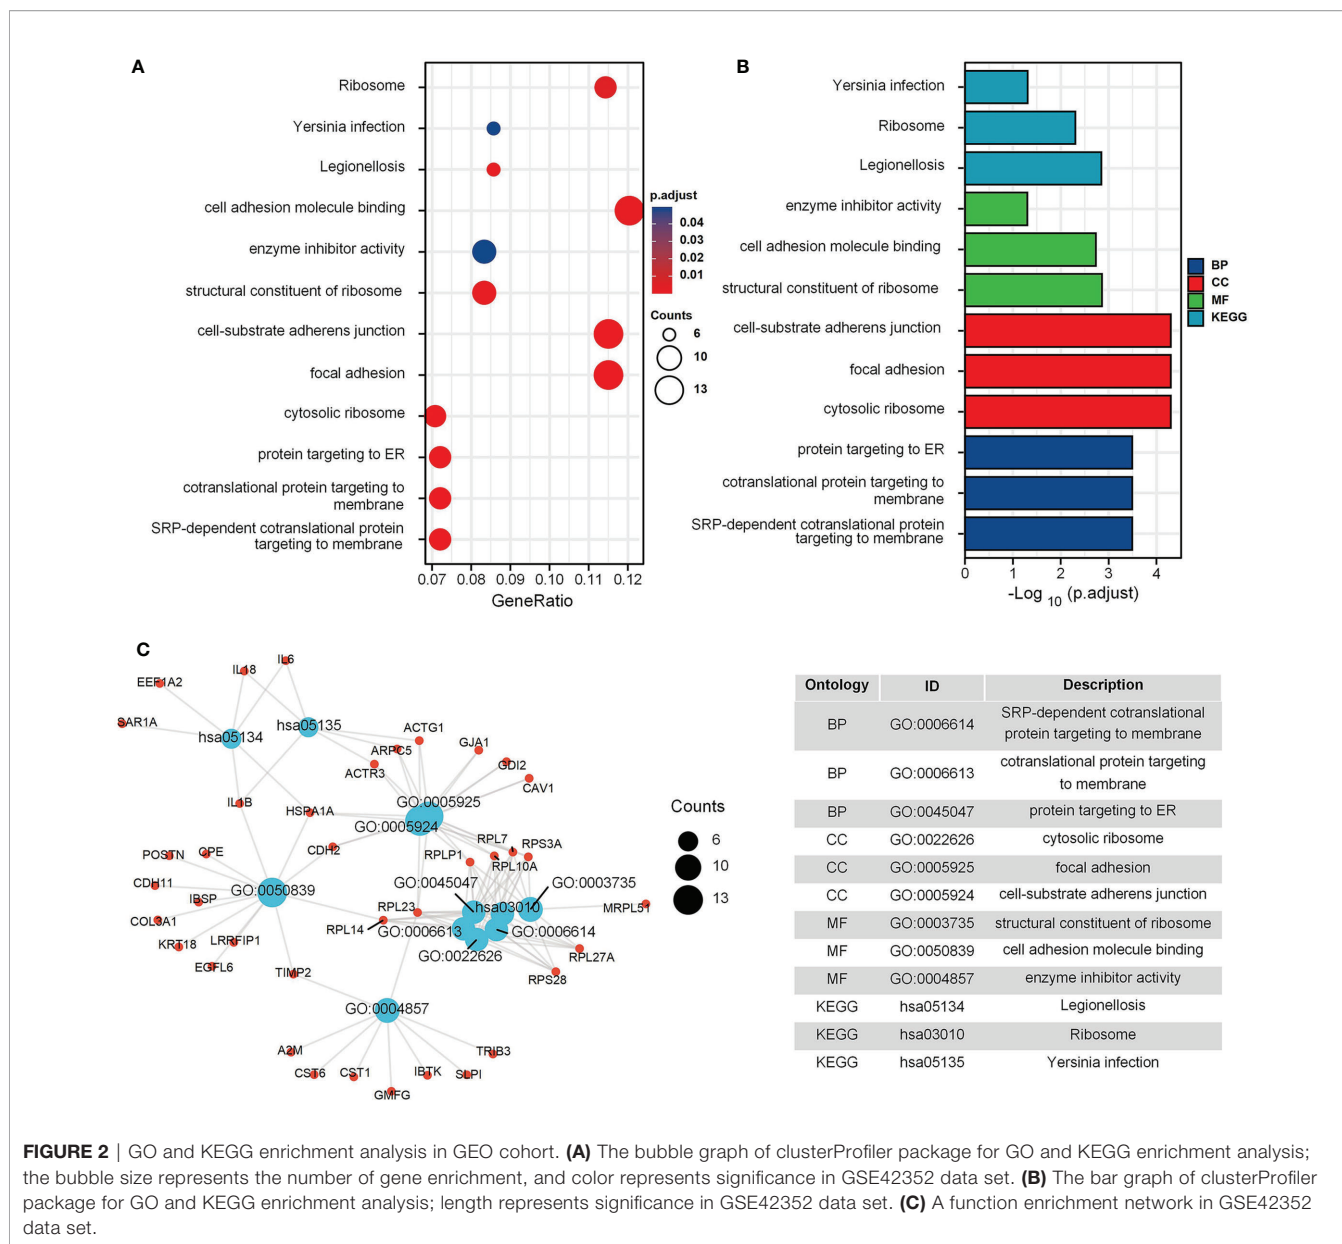 A
Ribosome
Yersinia infection
Legionellosis
cell adhesion molecule binding
enzyme inhibitor activity
structural constituent of ribosome
cell-substrate adherens junction
focal adhesion
cytosolic ribosome
protein targeting to ER
cotranslational protein targeting to
membrane
SRP-dependent cotranslational protein
targeting to membrane
0.07 0.08 0.09 0.10 0.11 0.12
GeneRatio
p.adjust
0.04
0.03
0.02
0.01
Counts
6
10
13
B
Yersinia infection
Ribosome
Legionellosis
enzyme inhibitor activity
cell adhesion molecule binding
structural constituent of ribosome
cell-substrate adherens junction
focal adhesion
cytosolic ribosome
protein targeting to ER
cotranslational protein targeting to
membrane
SRP-dependent cotranslational protein
targeting to membrane
0 1 2 3 4
-Log 10 (p.adjust)
BP
CC
MF
KEGG
C
IL6
IL18
EEF1A2
SAR1A
hsa05135
hsa05134
ACTG1
ARPC5
GJA1
GDI2
ACTR3
CAV1
IL1B
HSPA1A
GO:0005925
GO:0005924
CDH2
RPL7
RPS3A
RPLP1
RPL10A
POSTN
CPE
CDH11
GO:0050839
IBSP
COL3A1
KRT18
LRRFIP1
EGFL6
TIMP2
GO:0045047
GO:0003735
RPL23
hsa03010
MRPL51
RPL14
GO:0006613
GO:0006614
GO:0022626
RPL27A
RPS28
GO:0004857
A2M
CST6
CST1
GMFG
IBTK
SLPI
TRIB3
Counts
6
10
13
Ontology ID Description
BP GO:0006614 SRP-dependent cotranslational
protein targeting to membrane
BP GO:0006613 cotranslational protein targeting
to membrane
BP GO:0045047 protein targeting to ER
CC GO:0022626 cytosolic ribosome
CC GO:0005925 focal adhesion
CC GO:0005924 cell-substrate adherens junction
MF GO:0003735 structural constituent of ribosome
MF GO:0050839 cell adhesion molecule binding
MF GO:0004857 enzyme inhibitor activity
KEGG hsa05134 Legionellosis
KEGG hsa03010 Ribosome
KEGG hsa05135 Yersinia infection
FIGURE 2 | GO and KEGG enrichment analysis in GEO cohort. (A) The bubble graph of clusterProfiler package for GO and KEGG enrichment analysis;
the bubble size represents the number of gene enrichment, and color represents significance in GSE42352 data set. (B) The bar graph of clusterProfiler
package for GO and KEGG enrichment analysis; length represents significance in GSE42352 data set. (C) A function enrichment network in GSE42352
data set.